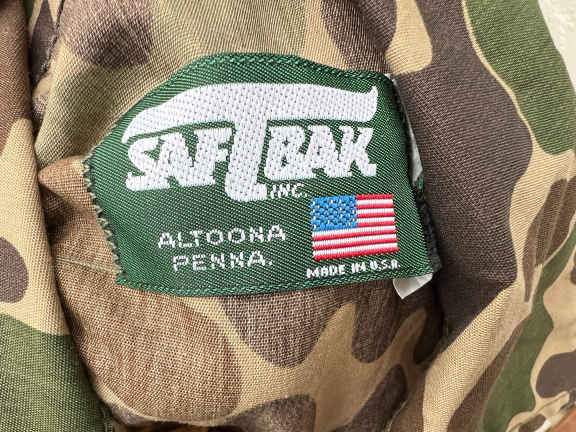 SAFTBAK
INC.
ALTOONA
PENNA.
MADE IN U.S.A.